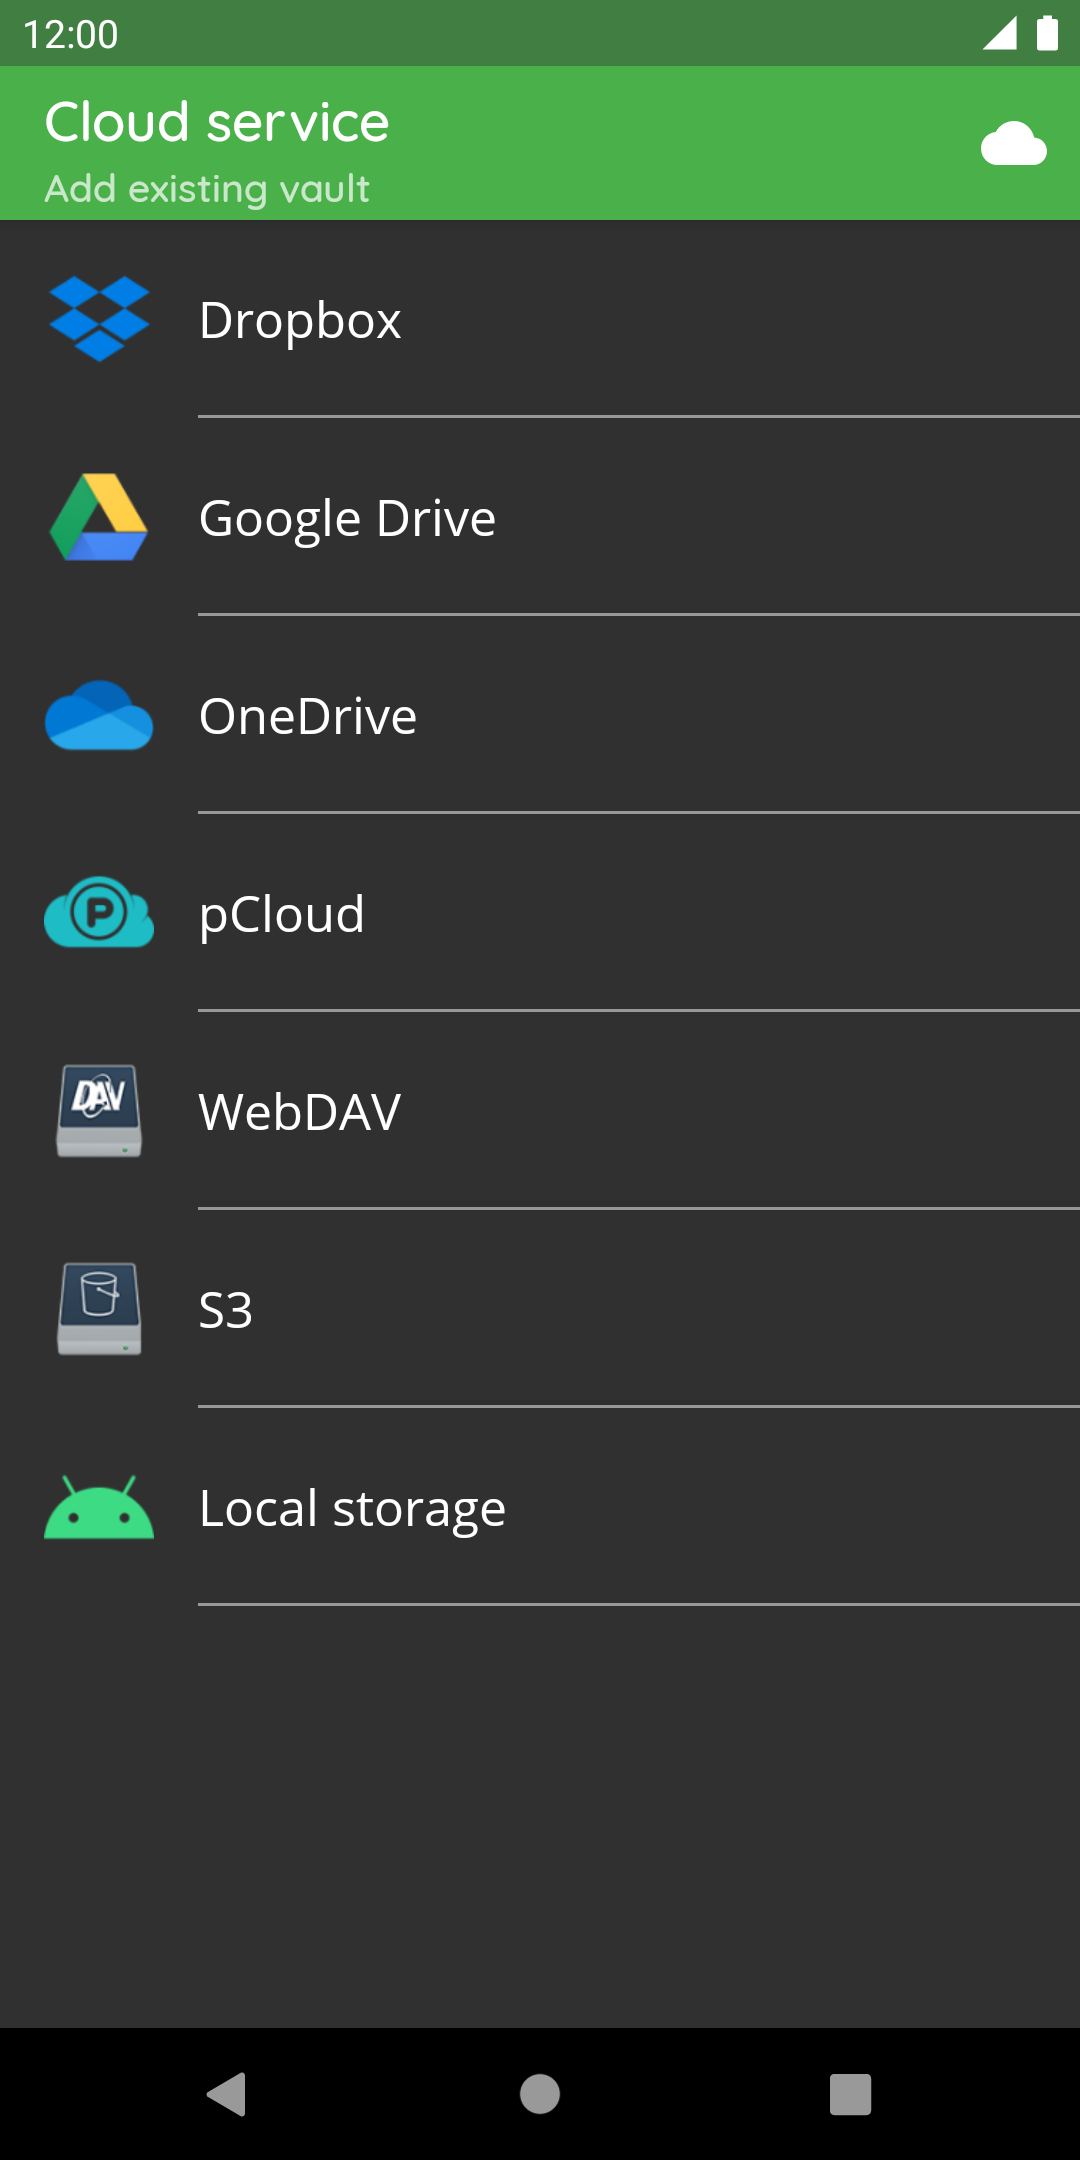 12:00
Cloud service
Add existing vault
Dropbox
Google Drive
OneDrive
P
pCloud
DAV
WebDAV
S3
Local storage